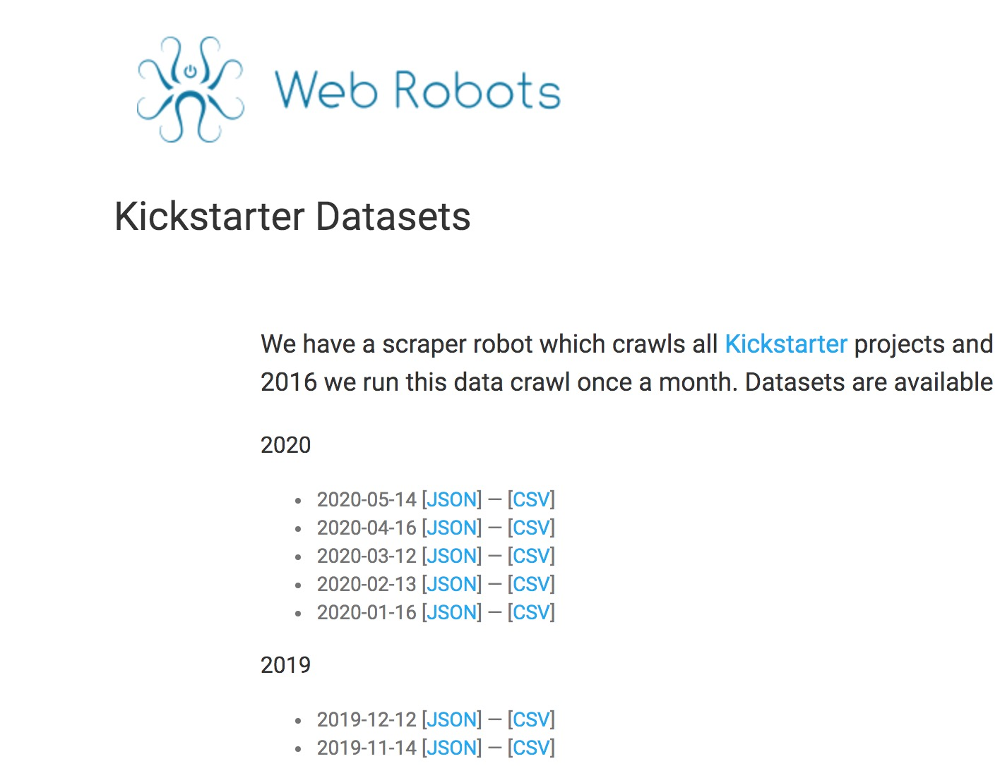 Web Robots
Kickstarter Datasets
We have a scraper robot which crawls all Kickstarter projects and
2016 we run this data crawl once a month. Datasets are available
2020
• 2020-05-14 [JSON] — [CSV]
• 2020-04-16 [JSON] — [CSV]
• 2020-03-12 [JSON] — [CSV]
• 2020-02-13 [JSON] — [CSV]
• 2020-01-16 [JSON] — [CSV]
2019
• 2019-12-12 [JSON] — [CSV]
• 2019-11-14 [JSON] — [CSV]